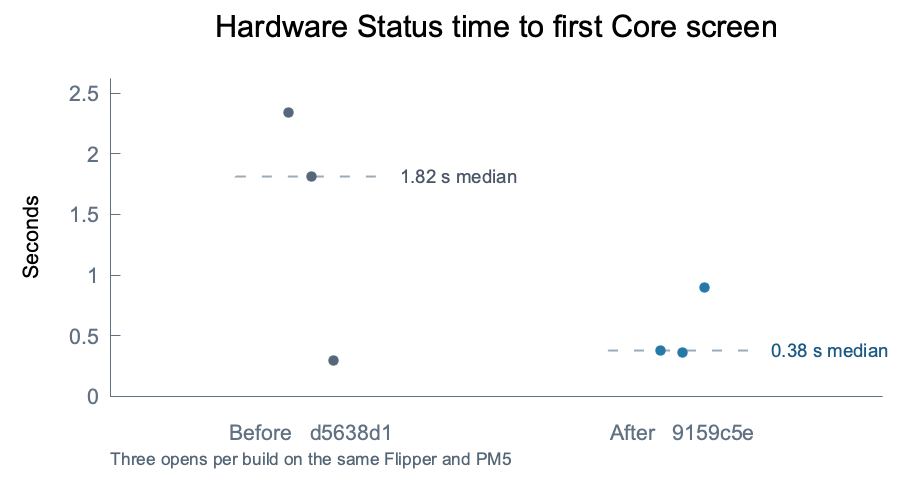 Hardware Status time to first Core screen
Seconds
2.5
2
1.5
1
0.5
0
1.82 s median
0.38 s median
Before d5638d1
After 9159c5e
Three opens per build on the same Flipper and PM5